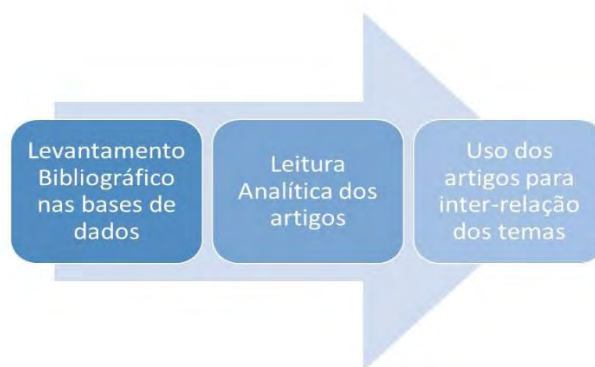 Levantamento
Bibliográfico
nas bases de
dados
Leitura
Analítica dos
artigos
Uso dos
artigos para
inter-relação
dos temas